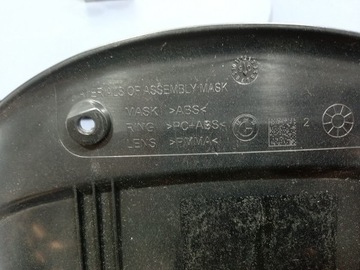 OF ASSEMBLY MASK
MASK >ABS<
RING >PC-ABS<
LENS >PMMA<
2